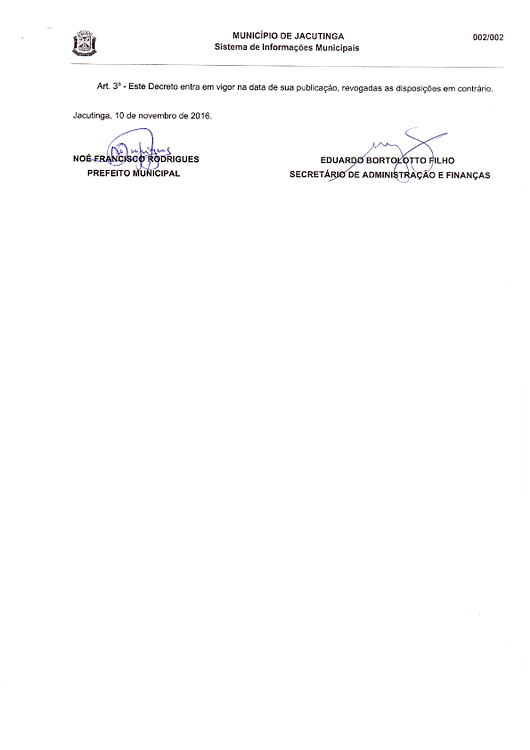 MUNICÍPIO DE JACUTINGA
002/002
Sistema de Informações Municipais
Art. 3º - Este Decreto entra em vigor na data de sua publicação, revogadas as disposições em contrário.
Jacutinga, 10 de novembro de 2016.
NOÉ FRANCISCO RODRIGUES
PREFEITO MUNICIPAL
EDUARDO BORTOLOTTO FILHO
SECRETÁRIO DE ADMINISTRAÇÃO E FINANÇAS